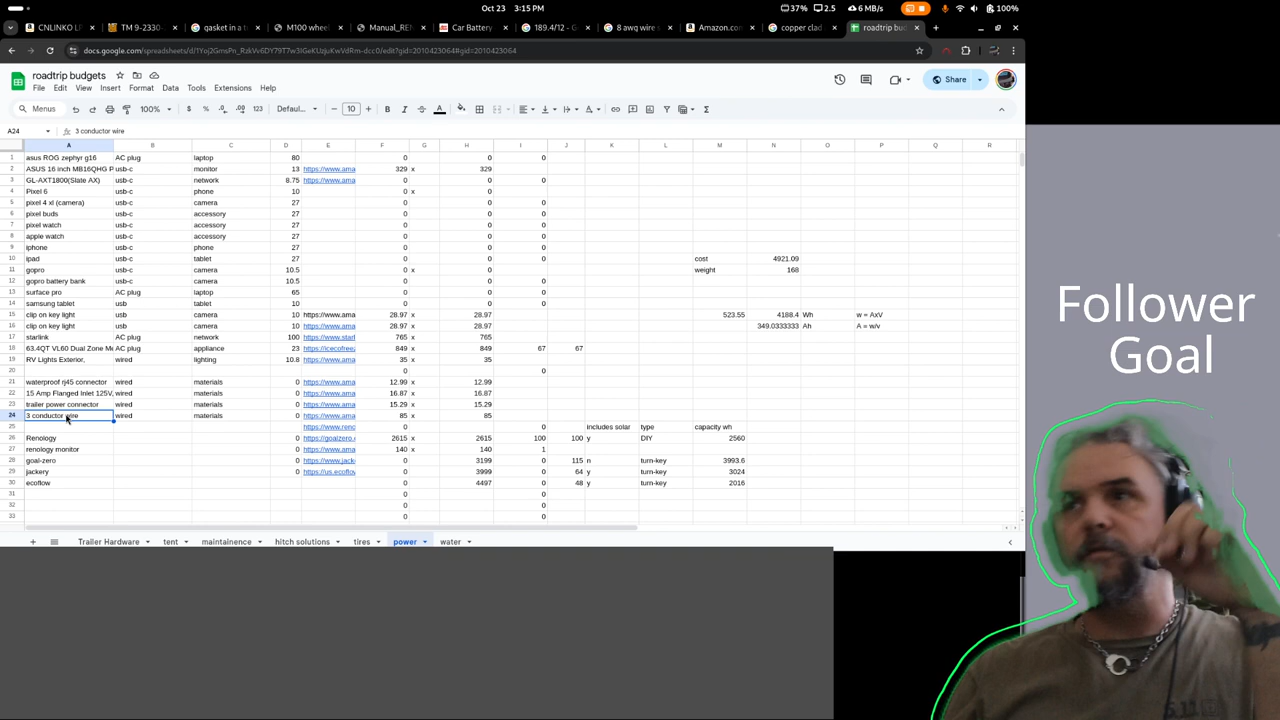 Oct 23 3:15 PM
37% 2.5 6 MB/s 100%
CNLINKO LP TM 9-2330- gasket in a t M100 wheel Manual_REF Car Battery 189.4/12 - G 8 awg wire Amazon.com copper clad roadtrip bud
roadtrip budgets
File Edit View Insert Format Data Tools Extensions Help
Share
Menus 100% $ % .0 .00 123 Defaul... 10
A24 fx 3 conductor wire
A B C D E F G H I J K L M N O P Q R
1 asus ROG zephyr g16 AC plug laptop 80 0 0 0
2 ASUS 16 inch MB16QHG P usb-c monitor 13 https://www.ama 329 x 329
3 GL-AXT1800(Slate AX) usb-c network 8.75 https://www.ama 0 0 0
4 Pixel 6 usb-c phone 10 0 x 0
5 pixel 4 xl (camera) usb-c camera 27 0 0 0
6 pixel buds usb-c accessory 27 0 0 0
7 pixel watch usb-c accessory 27 0 0 0
8 apple watch usb-c accessory 27 0 0 0
9 iphone usb-c phone 27 0 0 0
10 ipad usb-c tablet 27 0 0 0 cost 4921.09
11 gopro usb-c camera 10.5 0 x 0 weight 168
12 gopro battery bank usb-c camera 10.5 0 0 0
13 surface pro AC plug laptop 65 0 0 0
14 samsung tablet usb tablet 10 0 0 0
15 clip on key light usb camera 10 https://www.ama 28.97 x 28.97 523.55 4188.4 Wh w = AxV
16 clip on key light usb camera 10 https://www.ama 28.97 x 28.97 349.0333333 Ah A = w/v
17 starlink AC plug network 100 https://www.starl 765 x 765
18 63.4QT VL60 Dual Zone Me AC plug appliance 23 https://icecofree 849 x 849 67 67
19 RV Lights Exterior, wired lighting 10.8 https://www.ama 35 x 35
20 0 0
21 waterproof rj45 connector wired materials 0 https://www.ama 12.99 x 12.99
22 15 Amp Flanged Inlet 125V, wired materials 0 https://www.ama 16.87 x 16.87
23 trailer power connector wired materials 0 https://www.ama 15.29 x 15.29
24 3 conductor wire wired materials 0 https://www.ama 85 x 85
25 https://www.reno 0 0 includes solar type capacity wh
26 Renology 0 https://goalzero. 2615 x 2615 100 100 y DIY 2560
27 renology monitor 0 https://www.ama 140 x 140 1
28 goal-zero 0 https://www.jack 0 3199 0 115 n turn-key 3993.6
29 jackery 0 https://us.ecoflov 0 3999 0 64 y turn-key 3024
30 ecoflow 0 4497 0 48 y turn-key 2016
31 0 0
32 0 0
33 0 0
Trailer Hardware tent maintainence hitch solutions tires power water
Follower
Goal